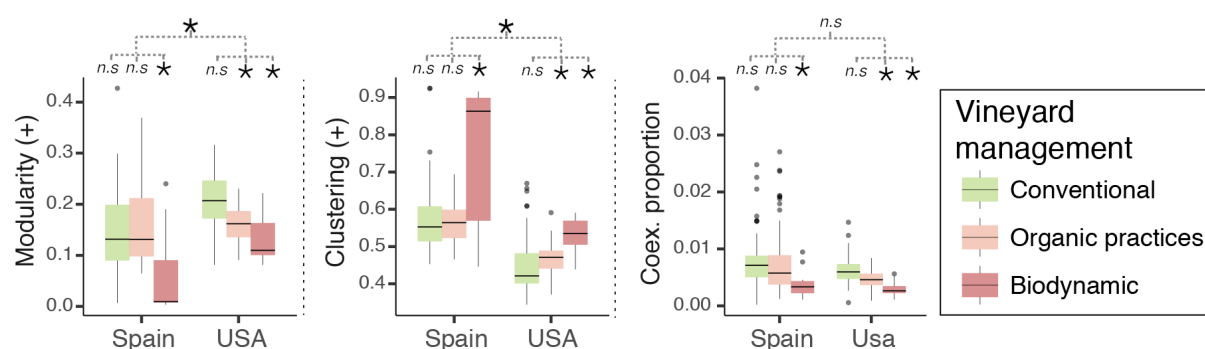 *
n.s n.s * n.s * *
Modularity (+)
0.4
0.3
0.2
0.1
0.0
Spain USA
*
n.s n.s * n.s * *
Clustering (+)
0.9
0.8
0.7
0.6
0.5
0.4
Spain USA
n.s
n.s n.s * n.s * *
Coex. proportion
0.04
0.03
0.02
0.01
0.00
Spain Usa
Vineyard
management
Conventional
Organic practices
Biodynamic